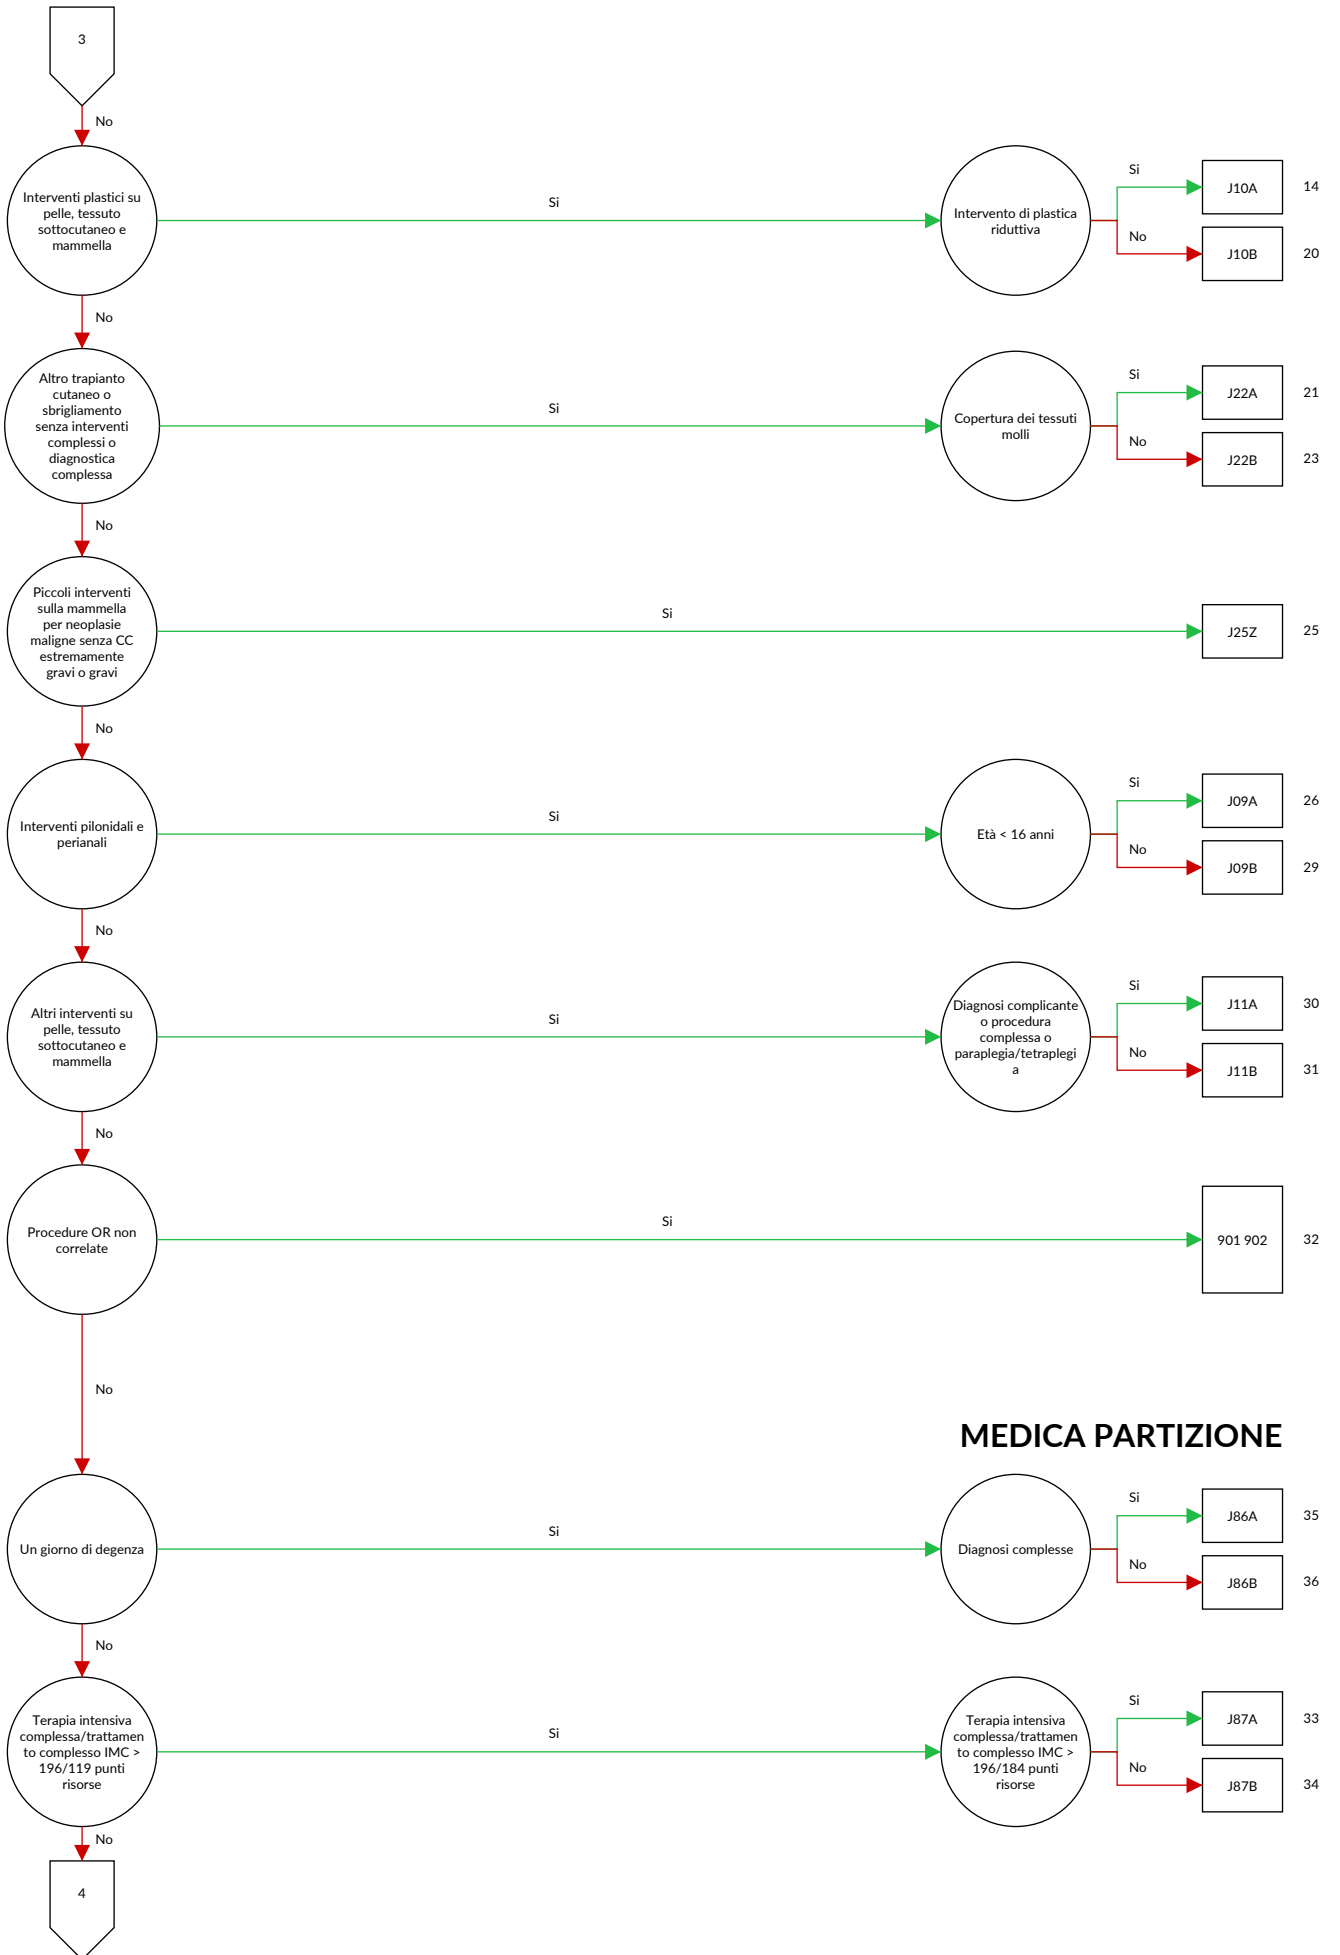 3
No
Interventi plastici su
pelle, tessuto
sottocutaneo e
mammella
Si
Intervento di plastica
riduttiva
Si
J10A
14
No
J10B
20
No
Altro trapianto
cutaneo o
sbrigliamento
senza interventi
complessi o
diagnostica
complessa
Si
Copertura dei tessuti
molli
Si
J22A
21
No
J22B
23
No
Piccoli interventi
sulla mammella
per neoplasie
maligne senza CC
estremamente
gravi o gravi
Si
J25Z
25
No
Interventi pilonidali e
perianali
Si
Età < 16 anni
Si
J09A
26
No
J09B
29
No
Altri interventi su
pelle, tessuto
sottocutaneo e
mammella
Si
Diagnosi complicante
o procedura
complessa o
paraplegia/tetraplegi
a
Si
J11A
30
No
J11B
31
No
Procedure OR non
correlate
Si
901 902
32
No
MEDICA PARTIZIONE
Un giorno di degenza
Si
Diagnosi complesse
Si
J86A
35
No
J86B
36
No
Terapia intensiva
complessa/trattamen
to complesso IMC >
196/119 punti
risorse
Si
Terapia intensiva
complessa/trattamen
to complesso IMC >
196/184 punti
risorse
Si
J87A
33
No
J87B
34
No
4